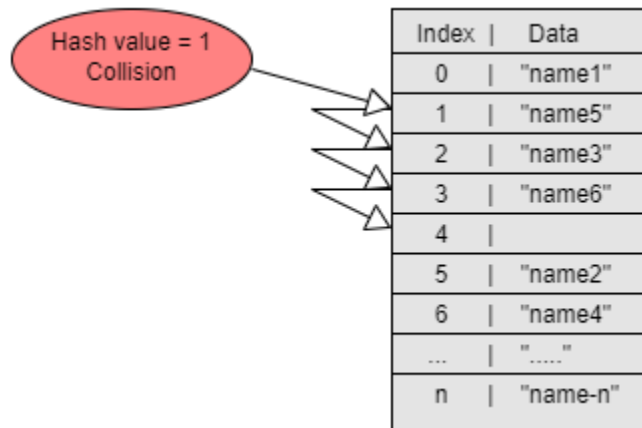 Hash value = 1
Collision
Index | Data
0 | "name1"
1 | "name5"
2 | "name3"
3 | "name6"
4 |
5 | "name2"
6 | "name4"
... | "....."
n | "name-n"